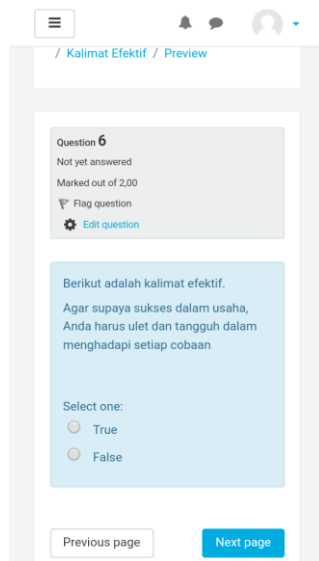 / Kalimat Efektif / Preview
Question 6
Not yet answered
Marked out of 2,00
Flag question
Edit question
Berikut adalah kalimat efektif.
Agar supaya sukses dalam usaha,
Anda harus ulet dan tangguh dalam
menghadapi setiap cobaan
Select one:
True
False
Previous page
Next page